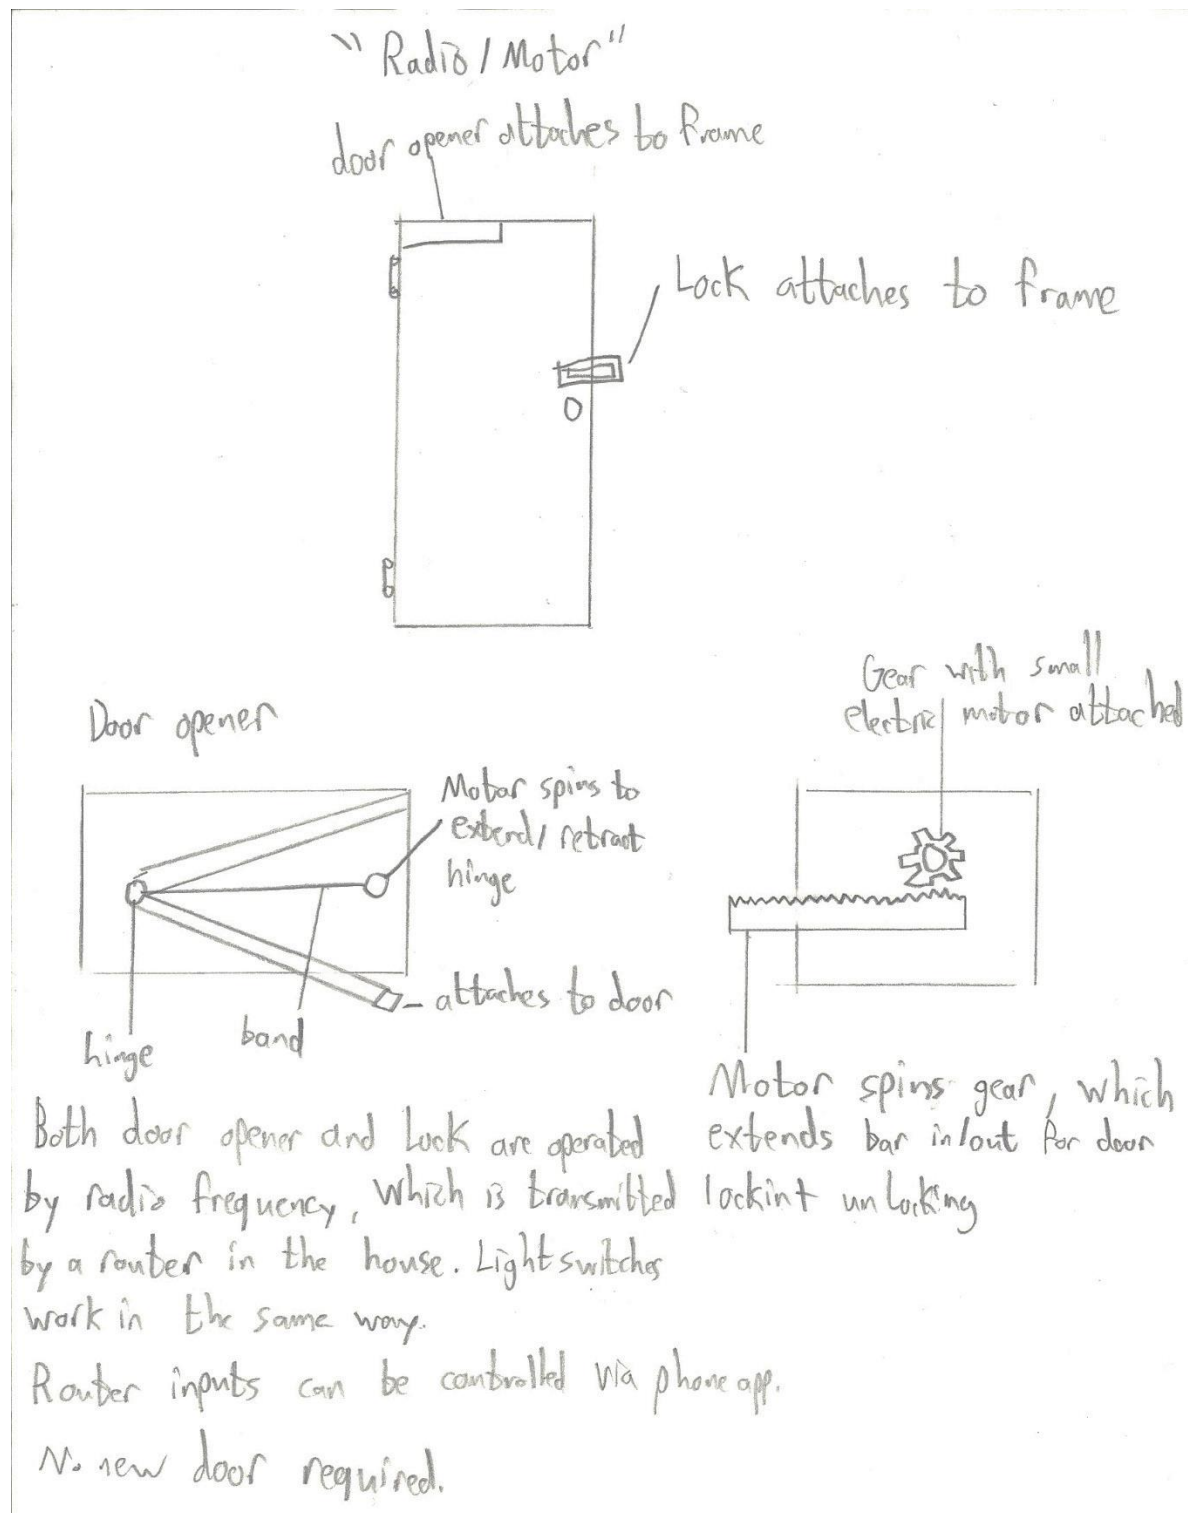 "Radio / Motor"
door opener attaches to frame
Lock attaches to frame
Gear with small
electric motor attached
Door opener
Motor spins to
extend / retract
hinge
attaches to door
hinge
band
Motor spins gear, which
extends bar in/out for door
lockint unlocking
Both door opener and Lock are operated
by radio frequency, which is transmitted
by a router in the house. Light switches
work in the same way.
Router inputs can be controlled via phone app.
No new door required.